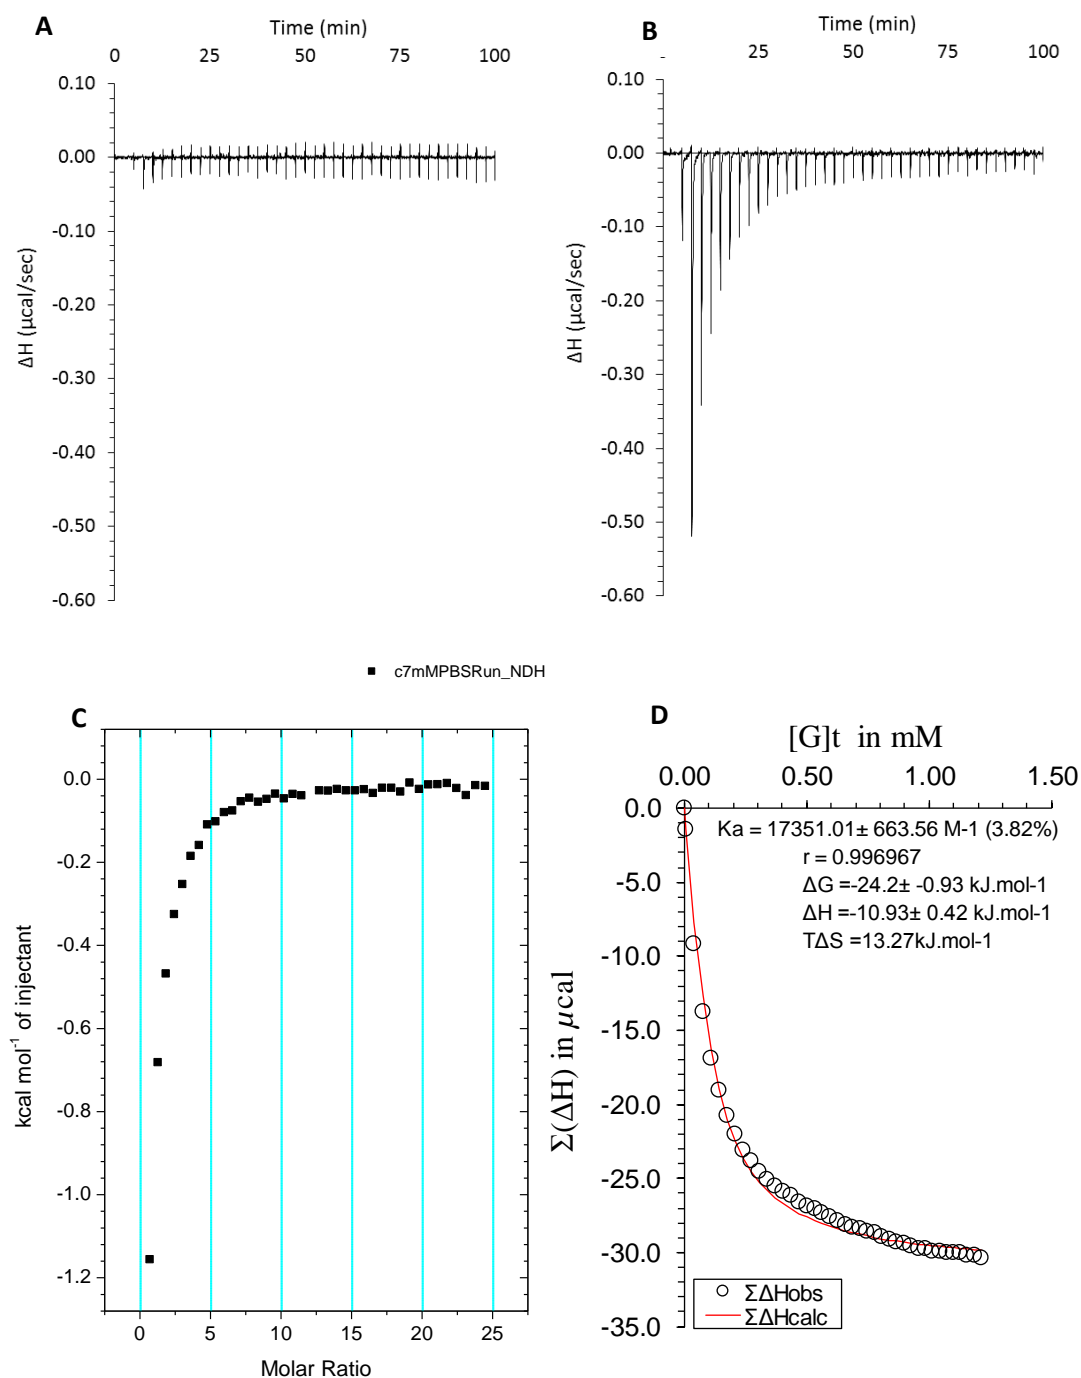 A
Time (min)
0 25 50 75 100
0.10
0.00
-0.10
-0.20
-0.30
-0.40
-0.50
-0.60
ΔH (µcal/sec)
B
Time (min)
- 25 50 75 100
0.10
0.00
-0.10
-0.20
-0.30
-0.40
-0.50
-0.60
ΔH (µcal/sec)
■ c7mMPBSRun_NDH
C
0.0
-0.2
-0.4
-0.6
-0.8
-1.0
-1.2
kcal mol⁻¹ of injectant
0 5 10 15 20 25
Molar Ratio
D
[G]t in mM
0.00 0.50 1.00 1.50
0.0
-5.0
-10.0
-15.0
-20.0
-25.0
-30.0
-35.0
Σ(ΔH) in µcal
Ka = 17351.01± 663.56 M-1 (3.82%)
r = 0.996967
ΔG =-24.2± -0.93 kJ.mol-1
ΔH =-10.93± 0.42 kJ.mol-1
TΔS =13.27kJ.mol-1
ΣΔHobs
ΣΔHcalc